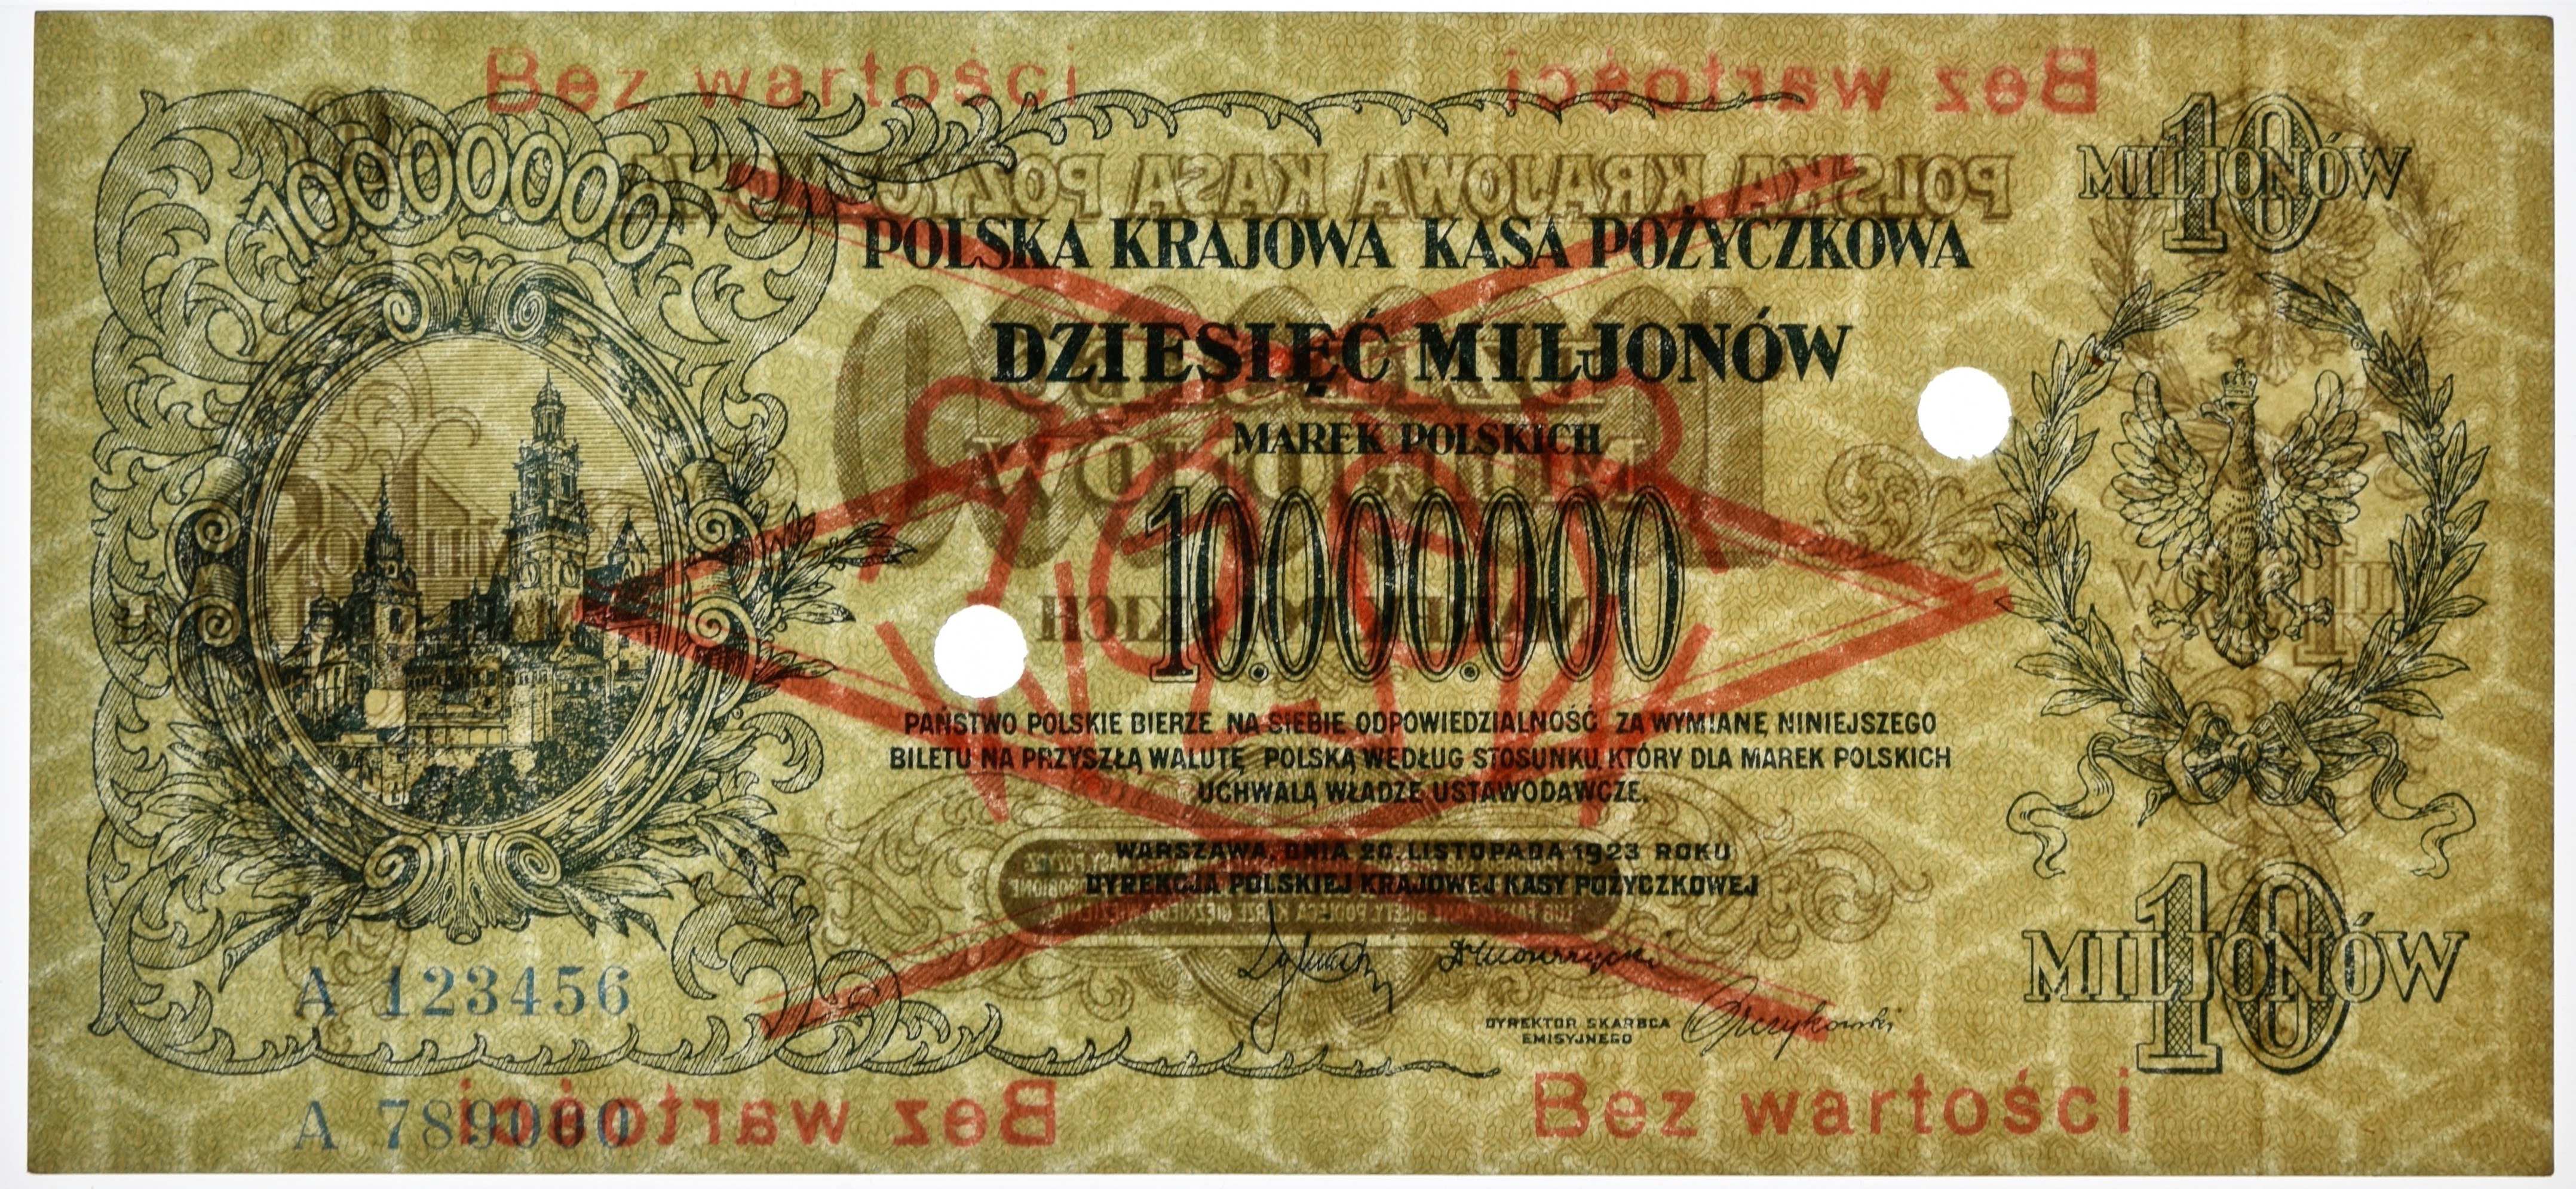 Bez wartości
Bez wartości
10.000.000
10
MILJONÓW
POLSKA KRAJOWA KASA POŻYCZKOWA
POLSKA KRAJOWA KASA POŻYCZKOWA
DZIESIĘĆ MILJONÓW
MAREK POLSKICH
10.000.000
WZÓR
PAŃSTWO POLSKIE BIERZE NA SIEBIE ODPOWIEDZIALNOŚĆ ZA WYMIANĘ NINIEJSZEGO
BILETU NA PRZYSZŁĄ WALUTĘ POLSKĄ WEDŁUG STOSUNKU, KTÓRY DLA MAREK POLSKICH
UCHWALĄ WŁADZE USTAWODAWCZE.
WARSZAWA, DNIA 20. LISTOPADA 1923 ROKU
DYREKCJA POLSKIEJ KRAJOWEJ KASY POŻYCZKOWEJ
A 123456
10
MILJONÓW
DYREKTOR SKARBCA
EMISYJNEGO
A 789000
Bez wartości
Bez wartości